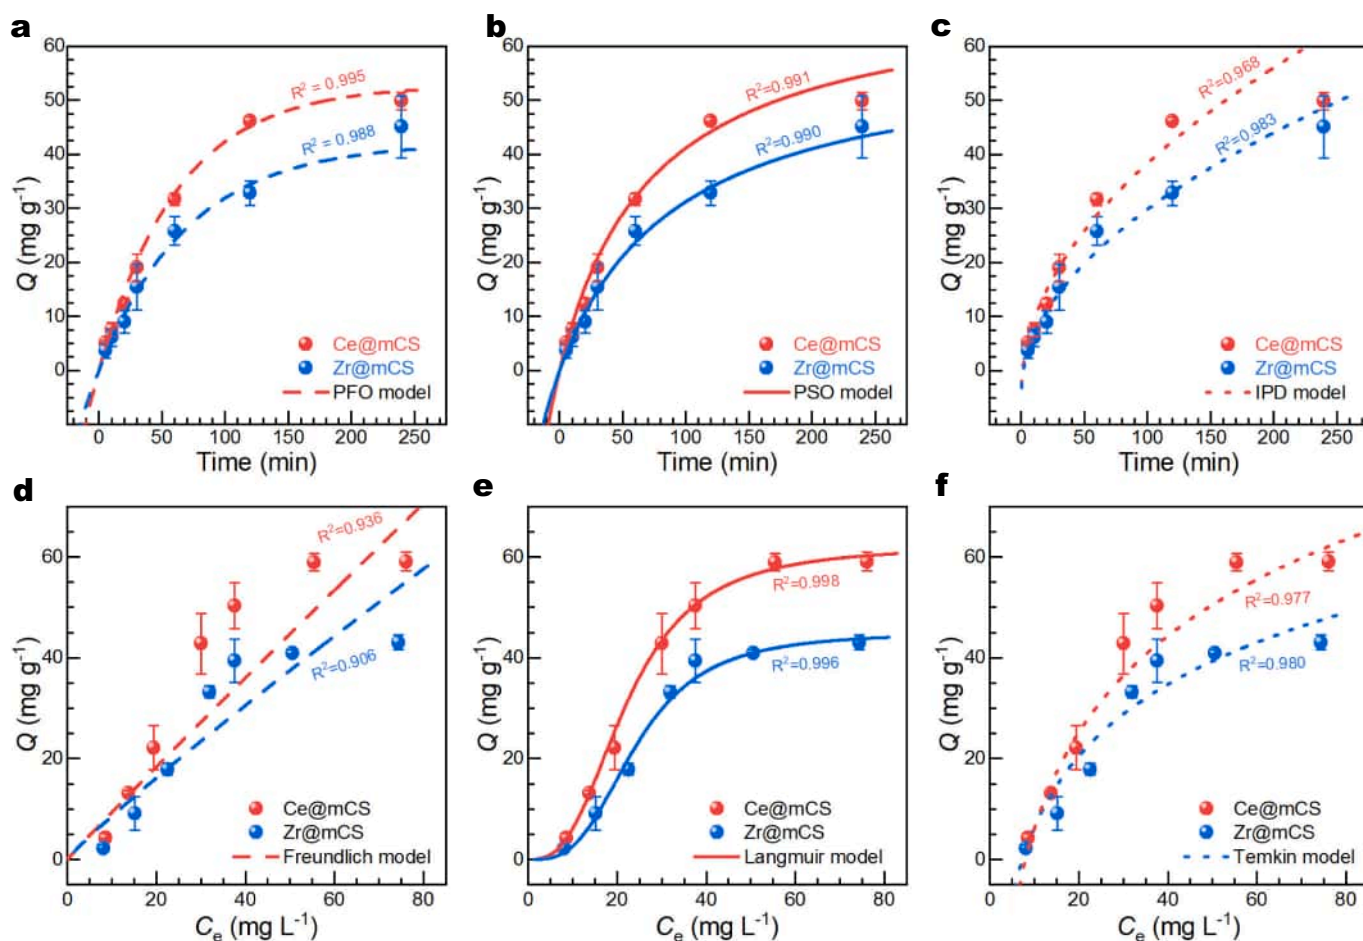 a
60
50
40
30
20
10
0
Q (mg g⁻¹)
R² = 0.995
R² = 0.988
Ce@mCS
Zr@mCS
PFO model
0 50 100 150 200 250
Time (min)
b
60
50
40
30
20
10
0
Q (mg g⁻¹)
R²=0.991
R²=0.990
Ce@mCS
Zr@mCS
PSO model
0 50 100 150 200 250
Time (min)
c
60
50
40
30
20
10
0
Q (mg g⁻¹)
R²=0.968
R²=0.983
Ce@mCS
Zr@mCS
IPD model
0 50 100 150 200 250
Time (min)
d
60
40
20
0
Q (mg g⁻¹)
R²=0.936
R²=0.906
Ce@mCS
Zr@mCS
Freundlich model
0 20 40 60 80
Cₑ (mg L⁻¹)
e
60
40
20
0
Q (mg g⁻¹)
R²=0.998
R²=0.996
Ce@mCS
Zr@mCS
Langmuir model
0 20 40 60 80
Cₑ (mg L⁻¹)
f
60
40
20
0
Q (mg g⁻¹)
R²=0.977
R²=0.980
Ce@mCS
Zr@mCS
Temkin model
0 20 40 60 80
Cₑ (mg L⁻¹)